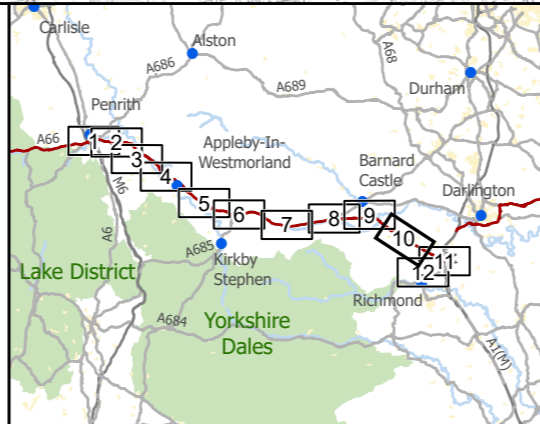 Carlisle
Alston
A68
A686
A689
Durham
Penrith
A66
1
2
3
4
5
6
7
8
9
10
11
12
Appleby-In-
Westmorland
Barnard
Castle
Darlington
M6
A6
A685
Kirkby
Stephen
Lake District
Richmond
A684
Yorkshire
Dales
A1(M)